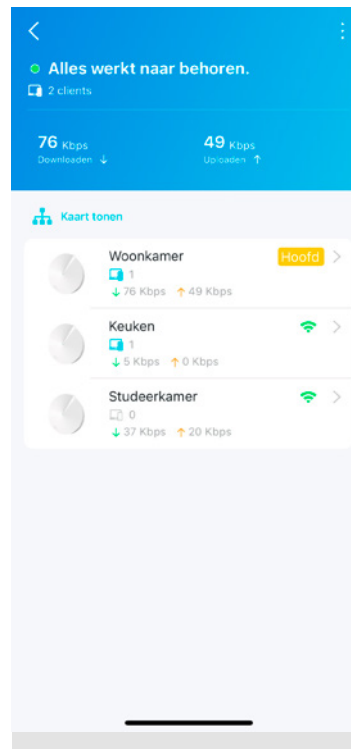 Alles werkt naar behoren.
2 clients
76 Kbps
Downloaden ↓
49 Kbps
Uploaden ↑
Kaart tonen
Woonkamer
Hoofd
1
↓ 76 Kbps ↑ 49 Kbps
Keuken
1
↓ 5 Kbps ↑ 0 Kbps
Studeerkamer
0
↓ 37 Kbps ↑ 20 Kbps